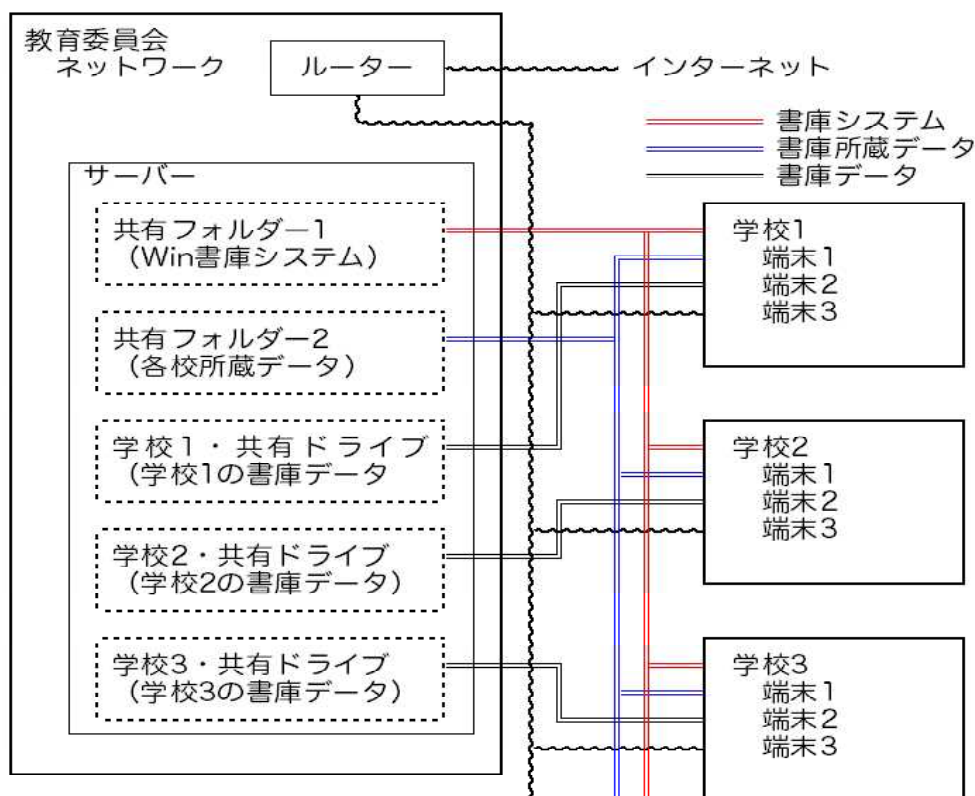 教育委員会
ネットワーク
ルーター
インターネット
書庫システム
書庫所蔵データ
書庫データ
サーバー
共有フォルダー1
（Win書庫システム）
共有フォルダー2
（各校所蔵データ）
学校1・共有ドライブ
（学校1の書庫データ
学校2・共有ドライブ
（学校2の書庫データ）
学校3・共有ドライブ
（学校3の書庫データ）
学校1
端末1
端末2
端末3
学校2
端末1
端末2
端末3
学校3
端末1
端末2
端末3